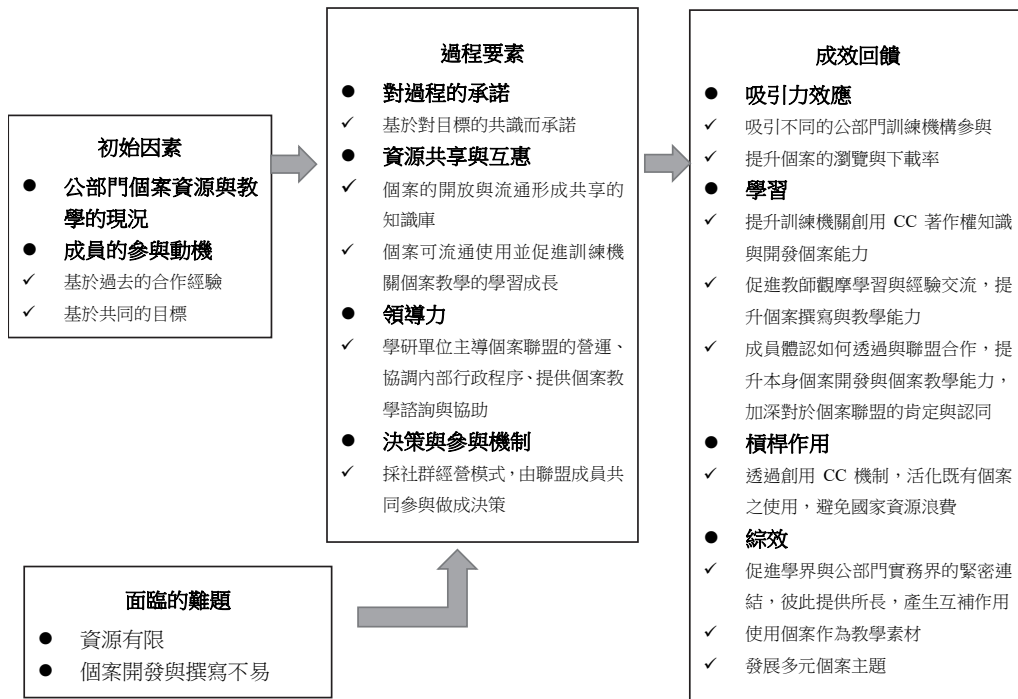 初始因素
● 公部門個案資源與教
學的現況
● 成員的參與動機
✓ 基於過去的合作經驗
✓ 基於共同的目標
面臨的難題
● 資源有限
● 個案開發與撰寫不易
過程要素
● 對過程的承諾
✓ 基於對目標的共識而承諾
● 資源共享與互惠
✓ 個案的開放與流通形成共享的
知識庫
✓ 個案可流通使用並促進訓練機
關個案教學的學習成長
● 領導力
✓ 學研單位主導個案聯盟的營運、
協調內部行政程序、提供個案教
學諮詢與協助
● 決策與參與機制
✓ 採社群經營模式，由聯盟成員共
同參與做成決策
成效回饋
● 吸引力效應
✓ 吸引不同的公部門訓練機構參與
✓ 提升個案的瀏覽與下載率
● 學習
✓ 提升訓練機關創用 CC 著作權知識
與開發個案能力
✓ 促進教師觀摩學習與經驗交流，提
升個案撰寫與教學能力
✓ 成員體認如何透過與聯盟合作，提
升本身個案開發與個案教學能力，
加深對於個案聯盟的肯定與認同
● 槓桿作用
✓ 透過創用 CC 機制，活化既有個案
之使用，避免國家資源浪費
● 綜效
✓ 促進學界與公部門實務界的緊密連
結，彼此提供所長，產生互補作用
✓ 使用個案作為教學素材
✓ 發展多元個案主題